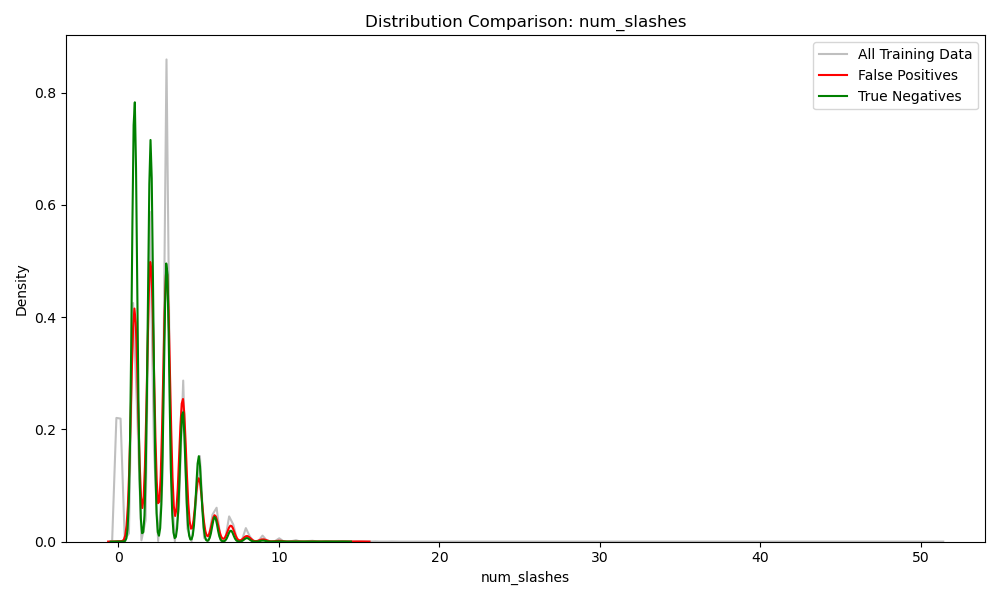 Distribution Comparison: num_slashes
All Training Data
False Positives
True Negatives
Density
0.8
0.6
0.4
0.2
0.0
0 10 20 30 40 50
num_slashes